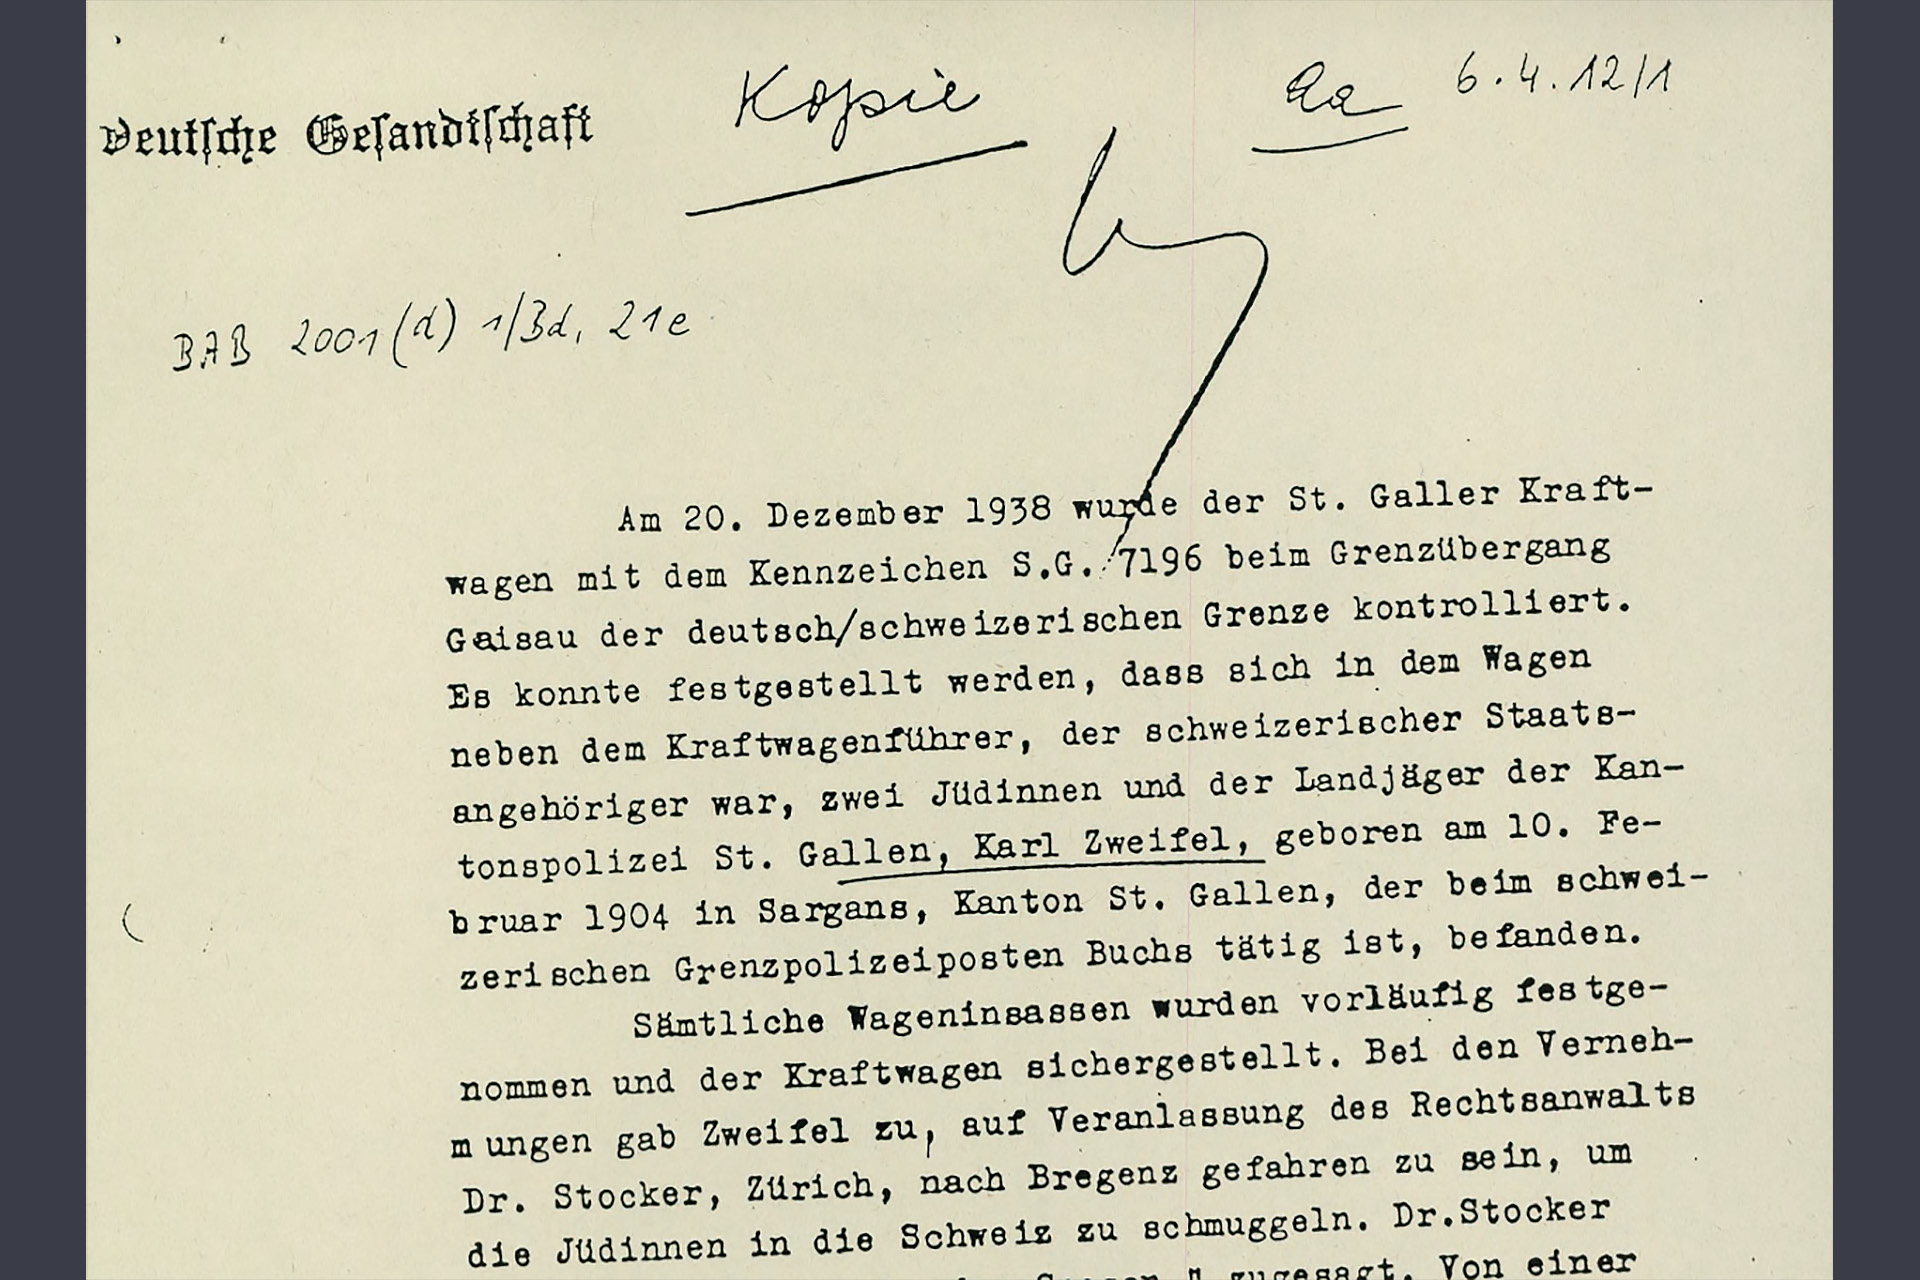 Deutsche Gesandtschaft
Kopie
6.4.12/1
BAB 2001(d) 1/3d, 21e
Am 20. Dezember 1938 wurde der St. Galler Kraft-
wagen mit dem Kennzeichen S.G. 7196 beim Grenzübergang
Gaisau der deutsch/schweizerischen Grenze kontrolliert.
Es konnte festgestellt werden, dass sich in dem Wagen
neben dem Kraftwagenführer, der schweizerischer Staats-
angehöriger war, zwei Jüdinnen und der Landjäger der Kan-
tonspolizei St. Gallen, Karl Zweifel, geboren am 10. Fe-
bruar 1904 in Sargans, Kanton St. Gallen, der beim schwei-
zerischen Grenzpolizeiposten Buchs tätig ist, befanden.
Sämtliche Wageninsassen wurden vorläufig festge-
nommen und der Kraftwagen sichergestellt. Bei den Verneh-
mungen gab Zweifel zu, auf Veranlassung des Rechtsanwalts
Dr. Stocker, Zürich, nach Bregenz gefahren zu sein, um
die Jüdinnen in die Schweiz zu schmuggeln. Dr.Stocker
zugesagt. Von einer